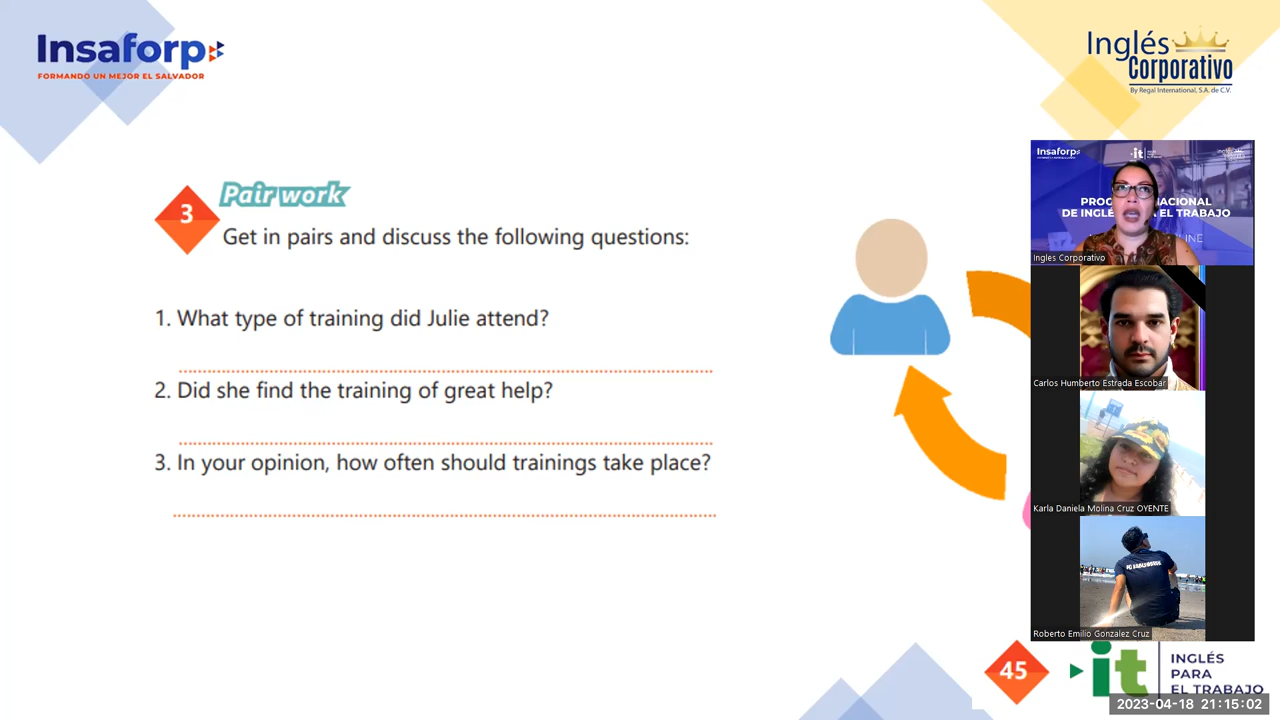 Insaforp
FORMANDO UN MEJOR EL SALVADOR
Inglés
Corporativo
By Regal International, S.A. de C.V.
3
Pair work
Get in pairs and discuss the following questions:
1. What type of training did Julie attend?
2. Did she find the training of great help?
3. In your opinion, how often should trainings take place?
Insaforp
it
Ingles Corporativo
Carlos Humberto Estrada Escobar
Karla Daniela Molina Cruz OYENTE
Roberto Emilio Gonzalez Cruz
45
it
INGLÉS
PARA
EL TRABAJO
2023-04-18 21:15:02